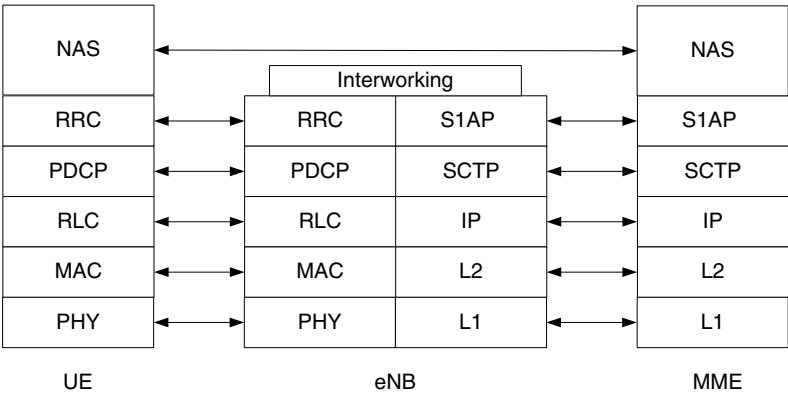 NAS NAS
Interworking
RRC RRC S1AP S1AP
PDCP PDCP SCTP SCTP
RLC RLC IP IP
MAC MAC L2 L2
PHY PHY L1 L1
UE eNB MME